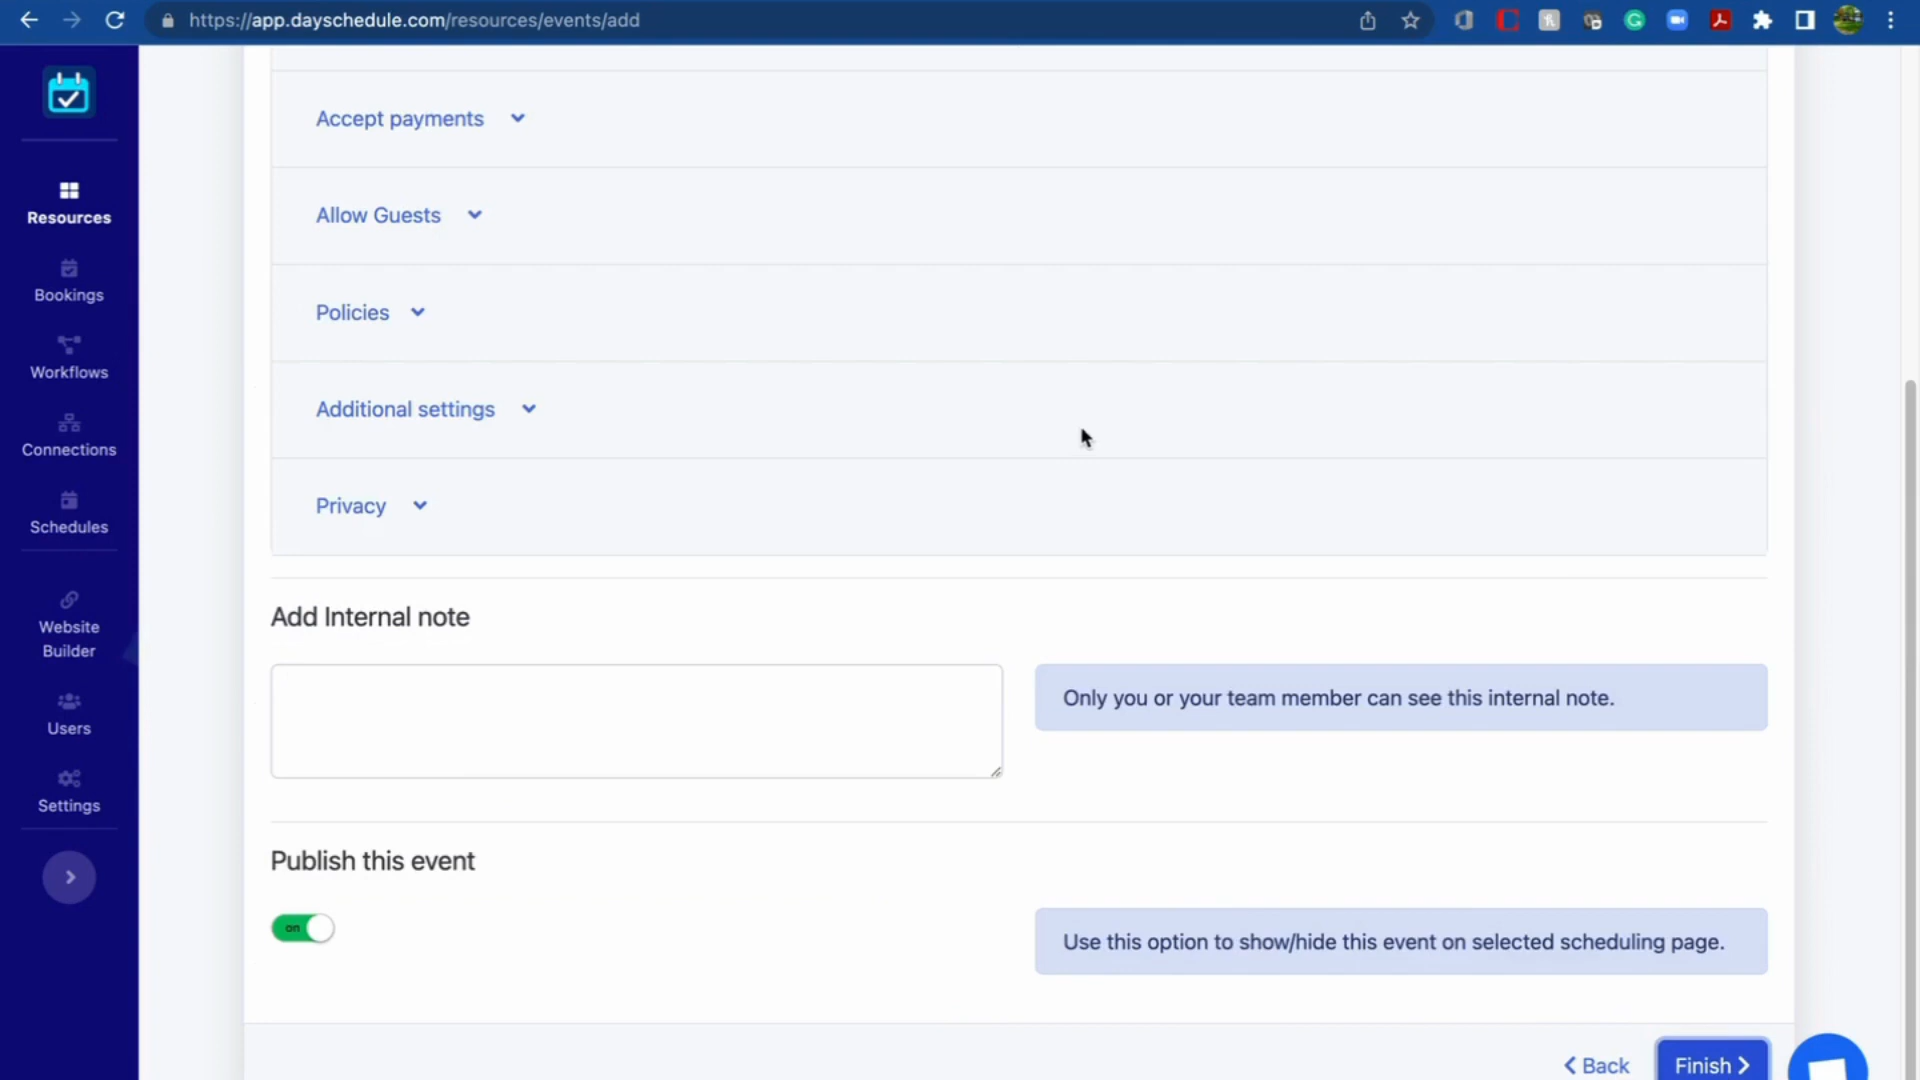 https://app.dayschedule.com/resources/events/add
Resources
Bookings
Workflows
Connections
Schedules
Website
Builder
Users
Settings
Accept payments
Allow Guests
Policies
Additional settings
Privacy
Add Internal note
Only you or your team member can see this internal note.
Publish this event
on
Use this option to show/hide this event on selected scheduling page.
Back
Finish